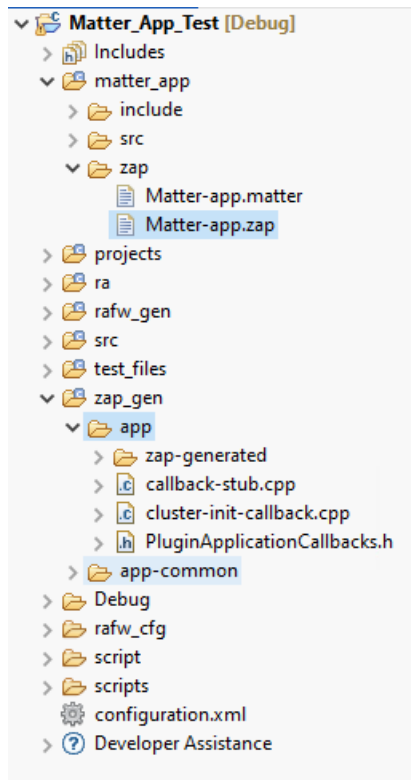 Matter_App_Test [Debug]
Includes
matter_app
include
src
zap
Matter-app.matter
Matter-app.zap
projects
ra
rafw_gen
src
test_files
zap_gen
app
zap-generated
callback-stub.cpp
cluster-init-callback.cpp
PluginApplicationCallbacks.h
app-common
Debug
rafw_cfg
script
scripts
configuration.xml
Developer Assistance